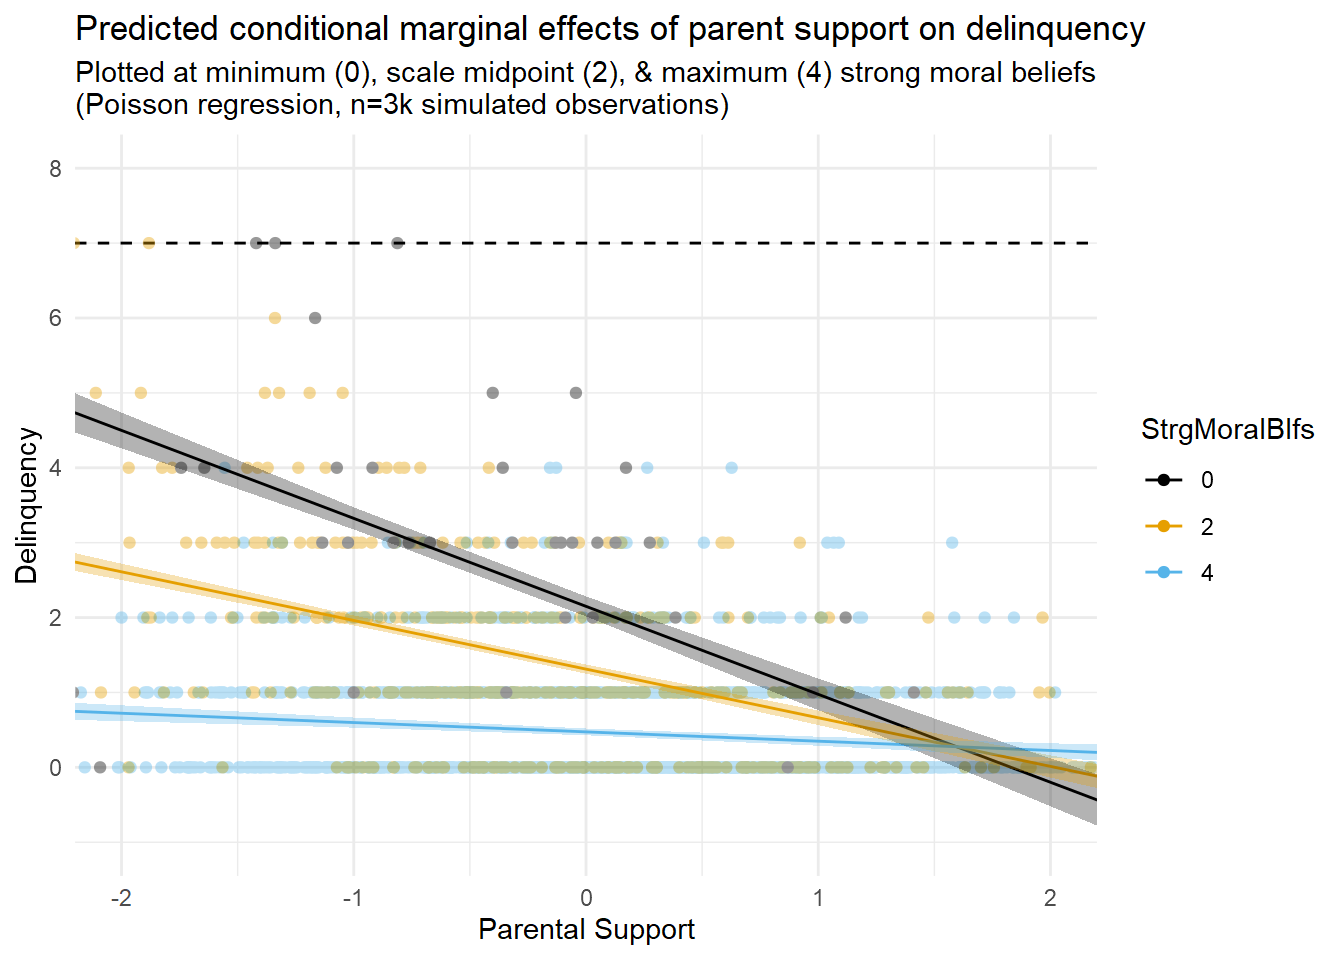 Predicted conditional marginal effects of parent support on delinquency
Plotted at minimum (0), scale midpoint (2), & maximum (4) strong moral beliefs
(Poisson regression, n=3k simulated observations)
8
6
4
2
0
Delinquency
-2
-1
0
1
2
Parental Support
StrgMoralBlfs
0
2
4